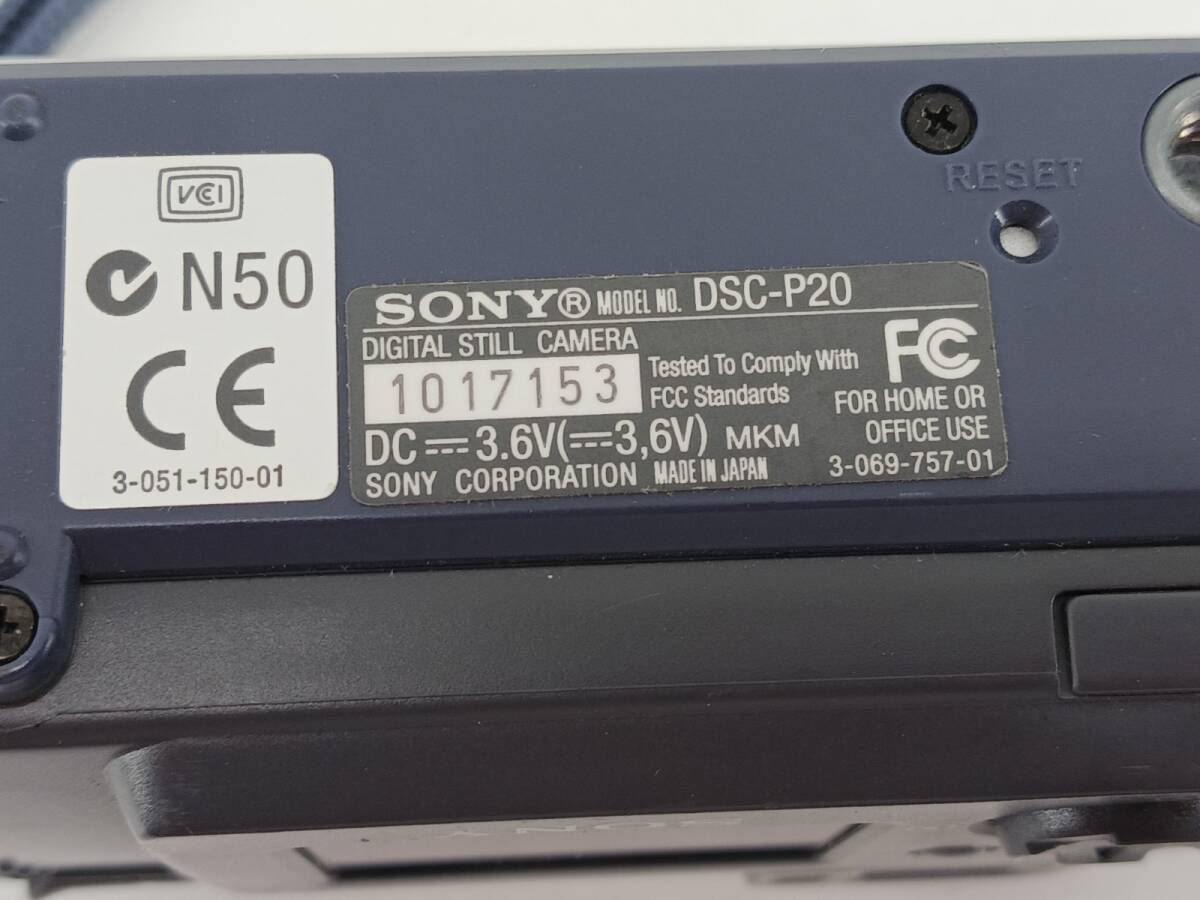 VCI
N50
CE
3-051-150-01
RESET
SONY® MODEL NO. DSC-P20
DIGITAL STILL CAMERA
1017153
Tested To Comply With
FCC Standards
FC
FOR HOME OR
OFFICE USE
DC⎓3.6V(⎓3,6V) MKM
SONY CORPORATION MADE IN JAPAN
3-069-757-01
SONY